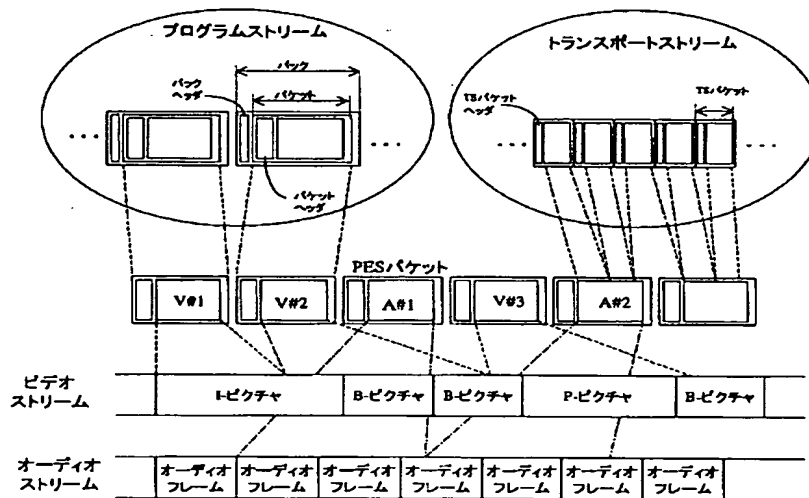 プログラムストリーム
トランスポートストリーム
パック
パック
ヘッダ
パケット
パケット
ヘッダ
TSパケット
ヘッダ
TSパケット
PESパケット
V#1
V#2
A#1
V#3
A#2
ビデオ
ストリーム
I-ピクチャ
B-ピクチャ
B-ピクチャ
P-ピクチャ
B-ピクチャ
オーディオ
ストリーム
オーディオ
フレーム
オーディオ
フレーム
オーディオ
フレーム
オーディオ
フレーム
オーディオ
フレーム
オーディオ
フレーム
オーディオ
フレーム